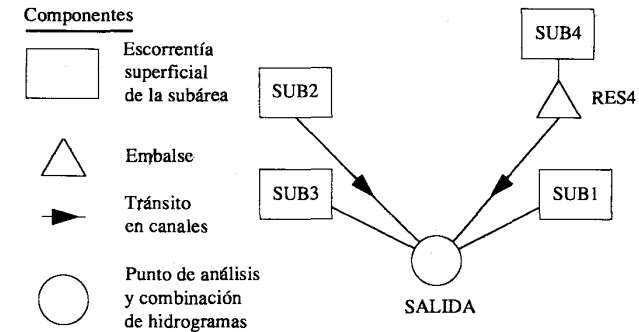 Componentes
Escorrentía
superficial
de la subárea
Embalse
Tránsito
en canales
Punto de análisis
y combinación
de hidrogramas
SUB4
SUB2
RES4
SUB3
SUB1
SALIDA